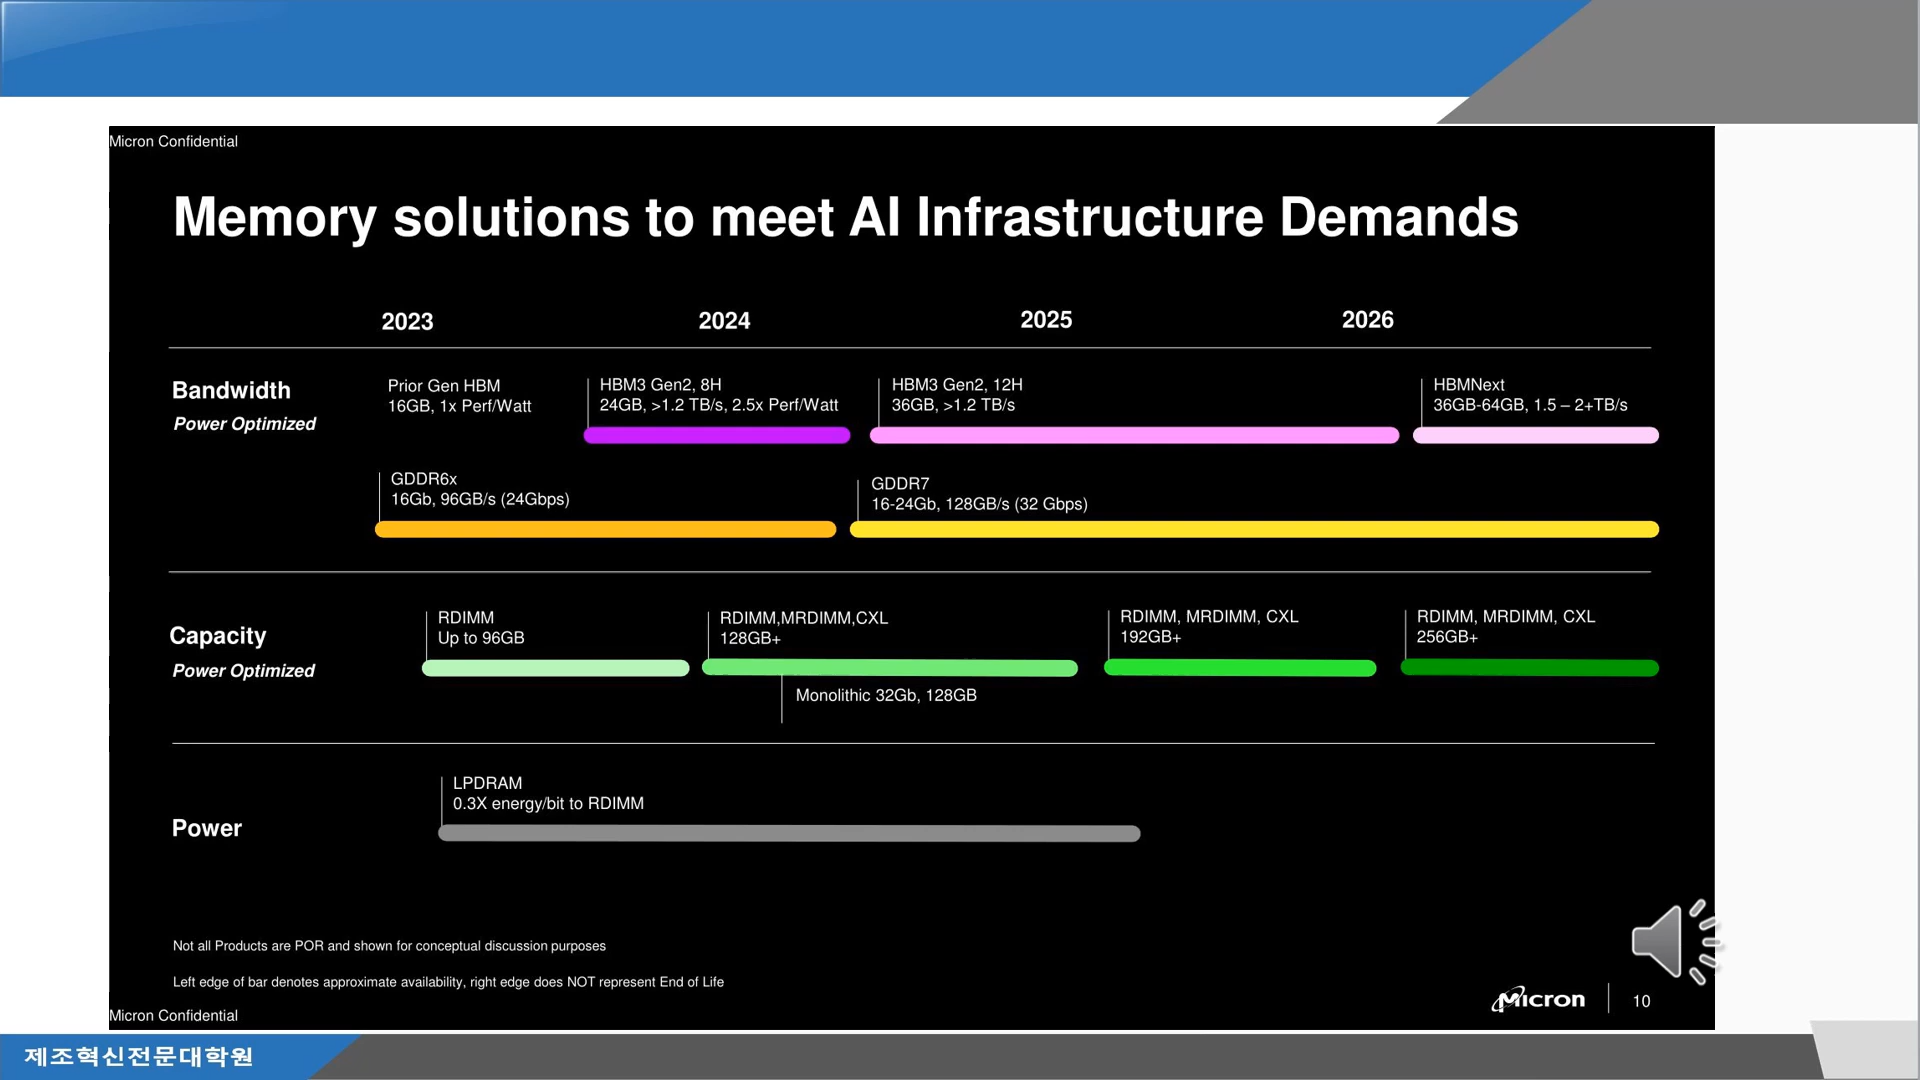 Micron Confidential
Memory solutions to meet AI Infrastructure Demands
2023 2024 2025 2026
Bandwidth
Power Optimized
Prior Gen HBM
16GB, 1x Perf/Watt
HBM3 Gen2, 8H
24GB, >1.2 TB/s, 2.5x Perf/Watt
HBM3 Gen2, 12H
36GB, >1.2 TB/s
HBMNext
36GB-64GB, 1.5 – 2+TB/s
GDDR6x
16Gb, 96GB/s (24Gbps)
GDDR7
16-24Gb, 128GB/s (32 Gbps)
Capacity
Power Optimized
RDIMM
Up to 96GB
RDIMM,MRDIMM,CXL
128GB+
Monolithic 32Gb, 128GB
RDIMM, MRDIMM, CXL
192GB+
RDIMM, MRDIMM, CXL
256GB+
Power
LPDRAM
0.3X energy/bit to RDIMM
Not all Products are POR and shown for conceptual discussion purposes
Left edge of bar denotes approximate availability, right edge does NOT represent End of Life
Micron 10
Micron Confidential
제조혁신전문대학원